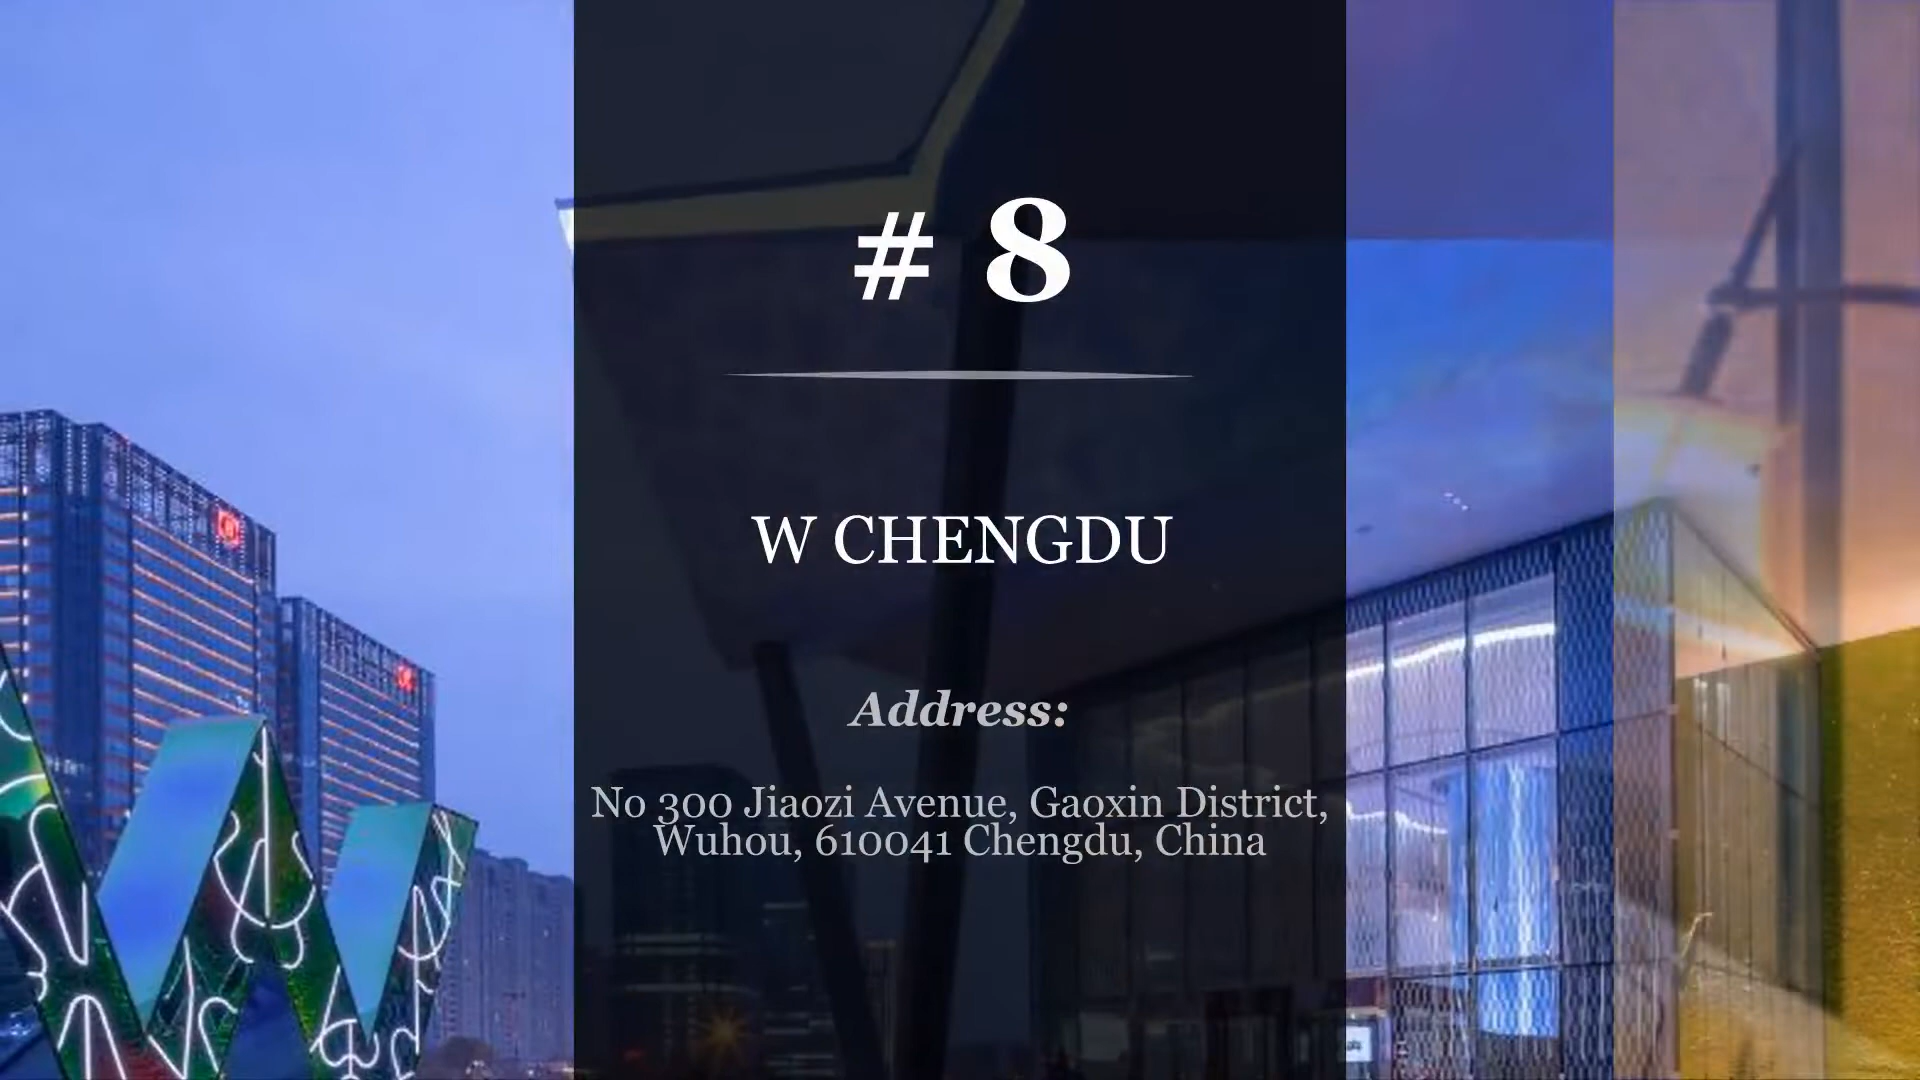 # 8
W CHENGDU
Address:
No 300 Jiaozi Avenue, Gaoxin District,
Wuhou, 610041 Chengdu, China